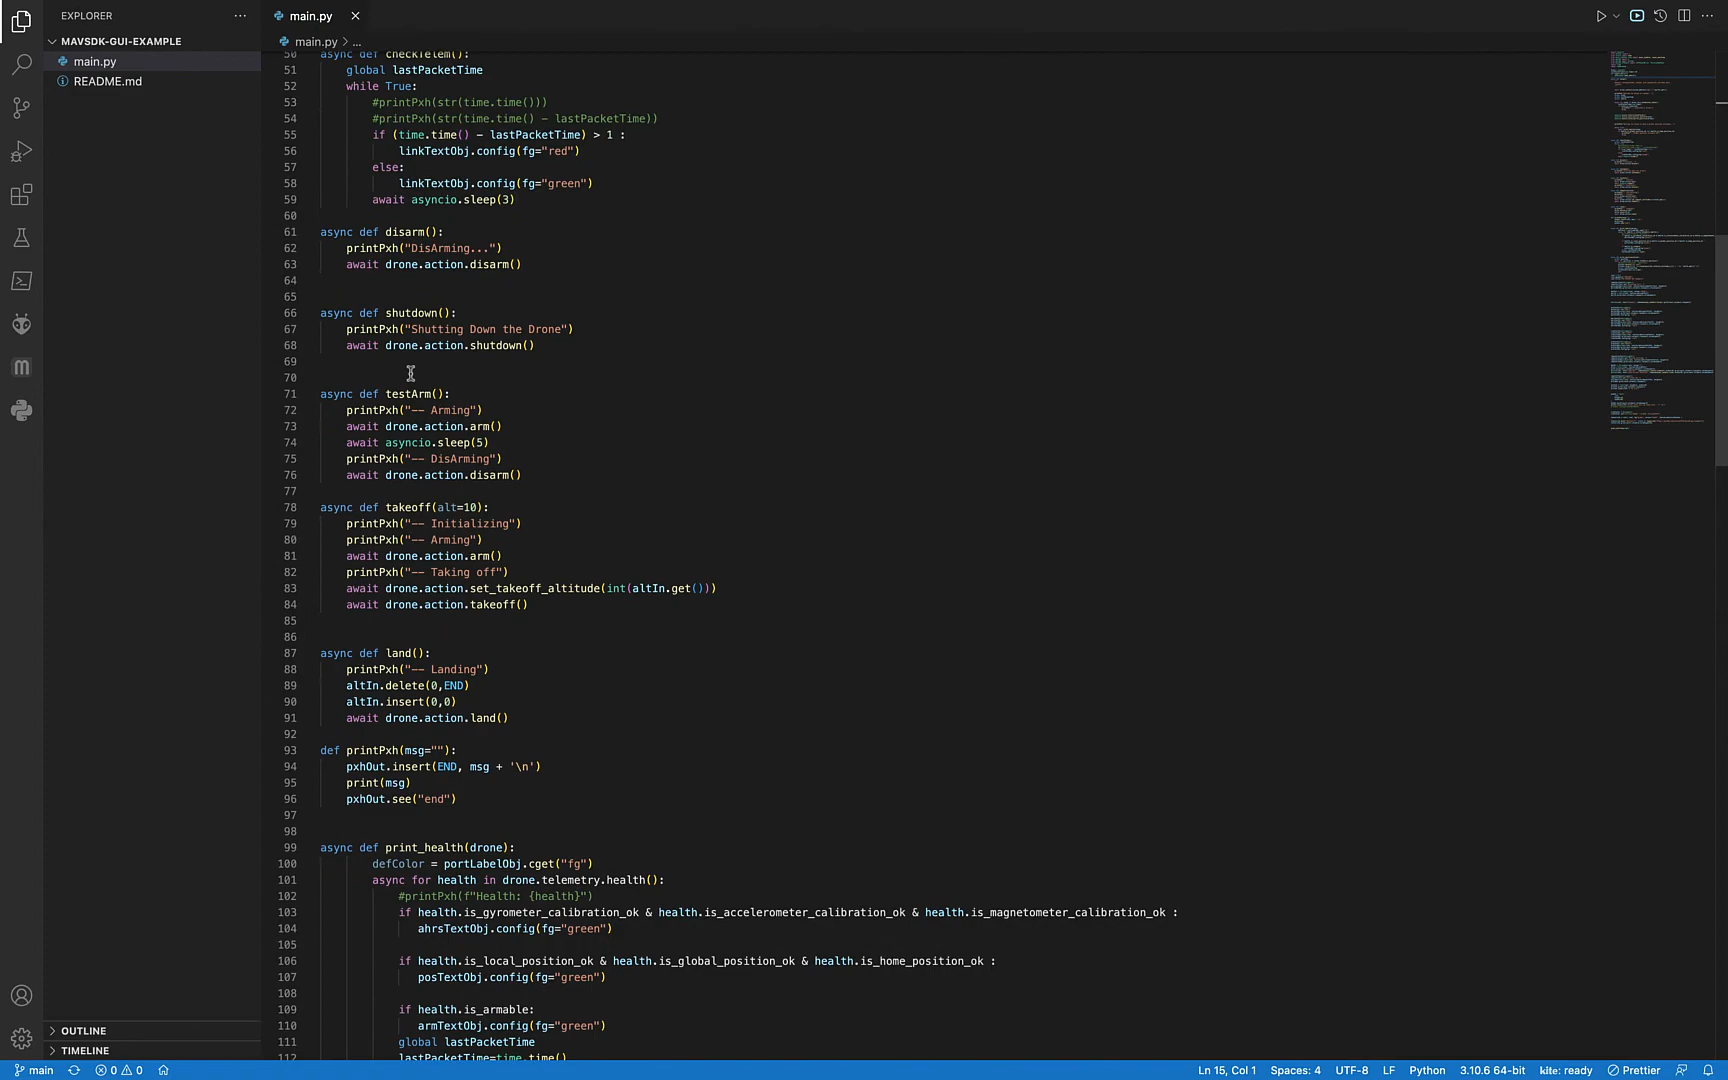 EXPLORER
main.py
MAVSDK-GUI-EXAMPLE
main.py > ...
main.py
README.md
50 async def checkTelem():
51 global lastPacketTime
52 while True:
53 #printPxh(str(time.time()))
54 #printPxh(str(time.time() - lastPacketTime))
55 if (time.time() - lastPacketTime) > 1 :
56 linkTextObj.config(fg="red")
57 else:
58 linkTextObj.config(fg="green")
59 await asyncio.sleep(3)
60
61 async def disarm():
62 printPxh("DisArming...")
63 await drone.action.disarm()
64
65
66 async def shutdown():
67 printPxh("Shutting Down the Drone")
68 await drone.action.shutdown()
69
70
71 async def testArm():
72 printPxh("-- Arming")
73 await drone.action.arm()
74 await asyncio.sleep(5)
75 printPxh("-- DisArming")
76 await drone.action.disarm()
77
78 async def takeoff(alt=10):
79 printPxh("-- Initializing")
80 printPxh("-- Arming")
81 await drone.action.arm()
82 printPxh("-- Taking off")
83 await drone.action.set_takeoff_altitude(int(altIn.get()))
84 await drone.action.takeoff()
85
86
87 async def land():
88 printPxh("-- Landing")
89 altIn.delete(0,END)
90 altIn.insert(0,0)
91 await drone.action.land()
92
93 def printPxh(msg=""):
94 pxhOut.insert(END, msg + '\n')
95 print(msg)
96 pxhOut.see("end")
97
98
99 async def print_health(drone):
100 defColor = portLabelObj.cget("fg")
101 async for health in drone.telemetry.health():
102 #printPxh(f"Health: {health}")
103 if health.is_gyrometer_calibration_ok & health.is_accelerometer_calibration_ok & health.is_magnetometer_calibration_ok :
104 ahrsTextObj.config(fg="green")
105
106 if health.is_local_position_ok & health.is_global_position_ok & health.is_home_position_ok :
107 posTextObj.config(fg="green")
108
109 if health.is_armable:
110 armTextObj.config(fg="green")
111 global lastPacketTime
112 lastPacketTime=time.time()
OUTLINE
TIMELINE
main 0 0 Ln 15, Col 1 Spaces: 4 UTF-8 LF Python 3.10.6 64-bit kite: ready Prettier